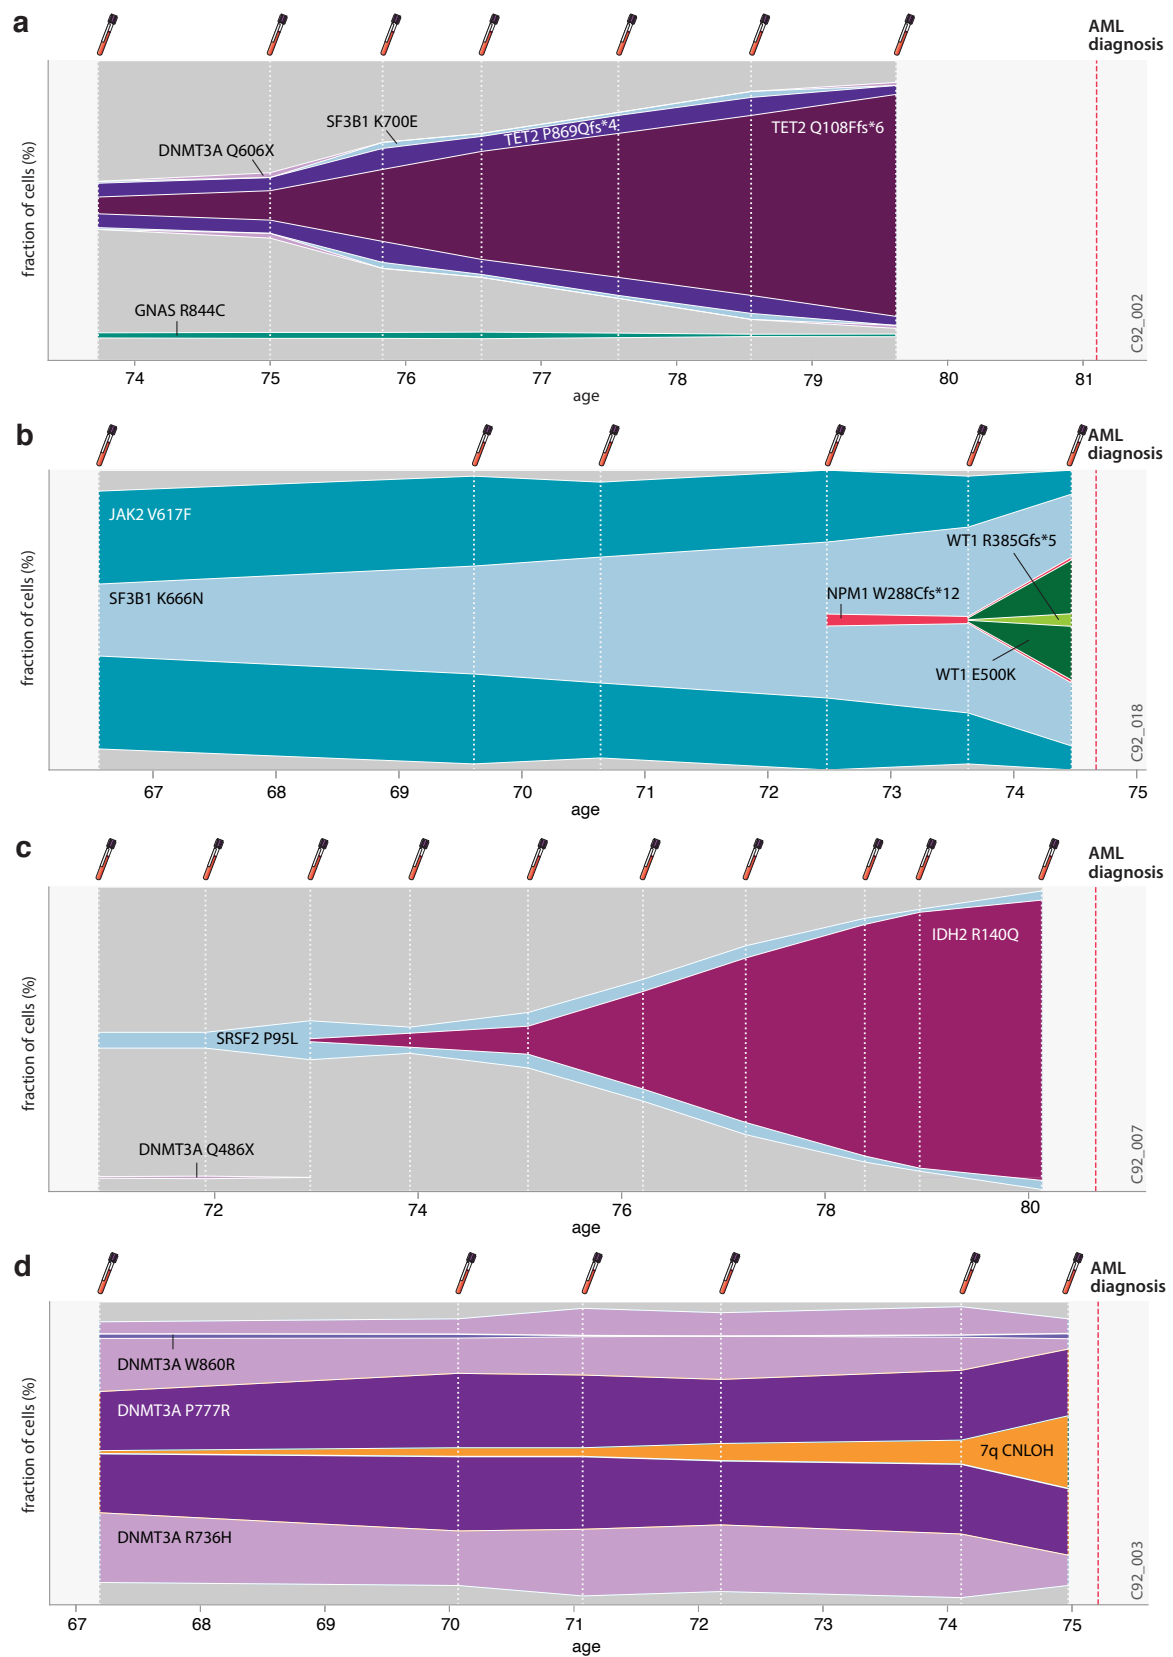 a
AML
diagnosis
fraction of cells (%)
SF3B1 K700E
DNMT3A Q606X
TET2 P869Qfs*4
TET2 Q108Ffs*6
GNAS R844C
C92_002
74 75 76 77 78 79 80 81
age
b
AML
diagnosis
fraction of cells (%)
JAK2 V617F
SF3B1 K666N
WT1 R385Gfs*5
NPM1 W288Cfs*12
WT1 E500K
C92_018
67 68 69 70 71 72 73 74 75
age
c
AML
diagnosis
fraction of cells (%)
IDH2 R140Q
SRSF2 P95L
DNMT3A Q486X
C92_007
72 74 76 78 80
age
d
AML
diagnosis
fraction of cells (%)
DNMT3A W860R
DNMT3A P777R
7q CNLOH
DNMT3A R736H
C92_003
67 68 69 70 71 72 73 74 75
age